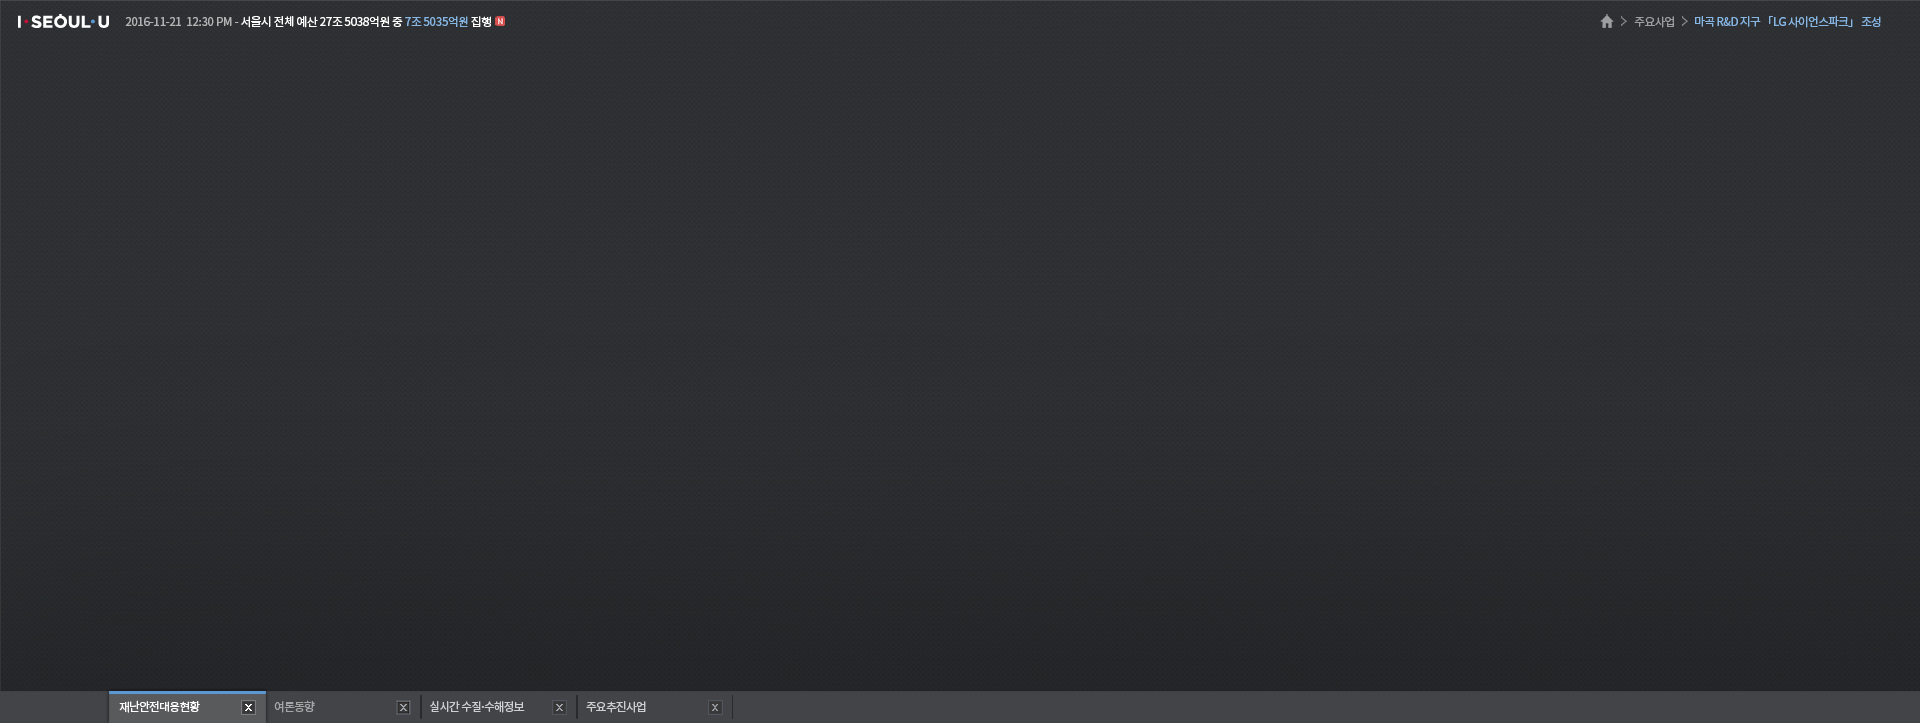 I·SEOUL·U 2016-11-21 12:30 PM - 서울시 전체 예산 27조 5038억원 중 7조 5035억원 집행 N
주요사업 > 마곡 R&D 지구 「LG 사이언스파크」 조성
재난안전대응현황 X 여론동향 X 실시간 수질·수해정보 X 주요추진사업 X